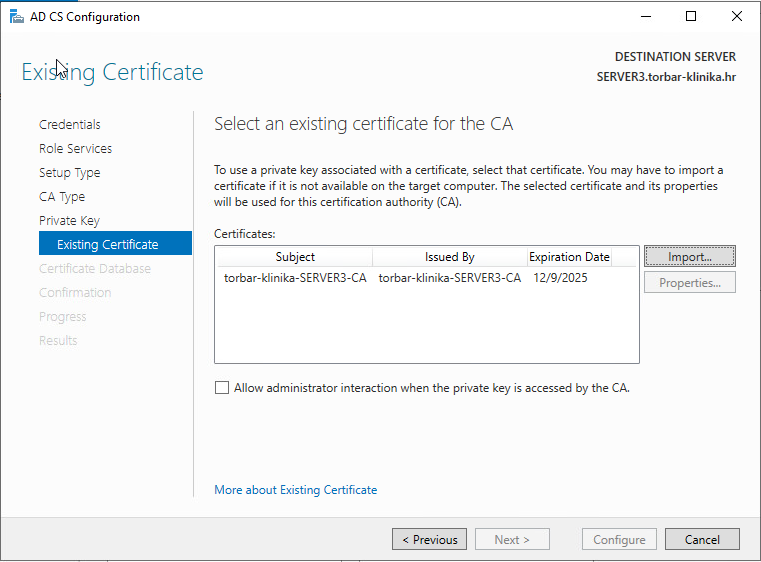 AD CS Configuration
Existing Certificate
DESTINATION SERVER
SERVER3.torbar-klinika.hr
Credentials
Role Services
Setup Type
CA Type
Private Key
Existing Certificate
Certificate Database
Confirmation
Progress
Results
Select an existing certificate for the CA
To use a private key associated with a certificate, select that certificate. You may have to import a
certificate if it is not available on the target computer. The selected certificate and its properties
will be used for this certification authority (CA).
Certificates:
Subject Issued By Expiration Date
torbar-klinika-SERVER3-CA torbar-klinika-SERVER3-CA 12/9/2025
Import...
Properties...
Allow administrator interaction when the private key is accessed by the CA.
More about Existing Certificate
< Previous Next > Configure Cancel